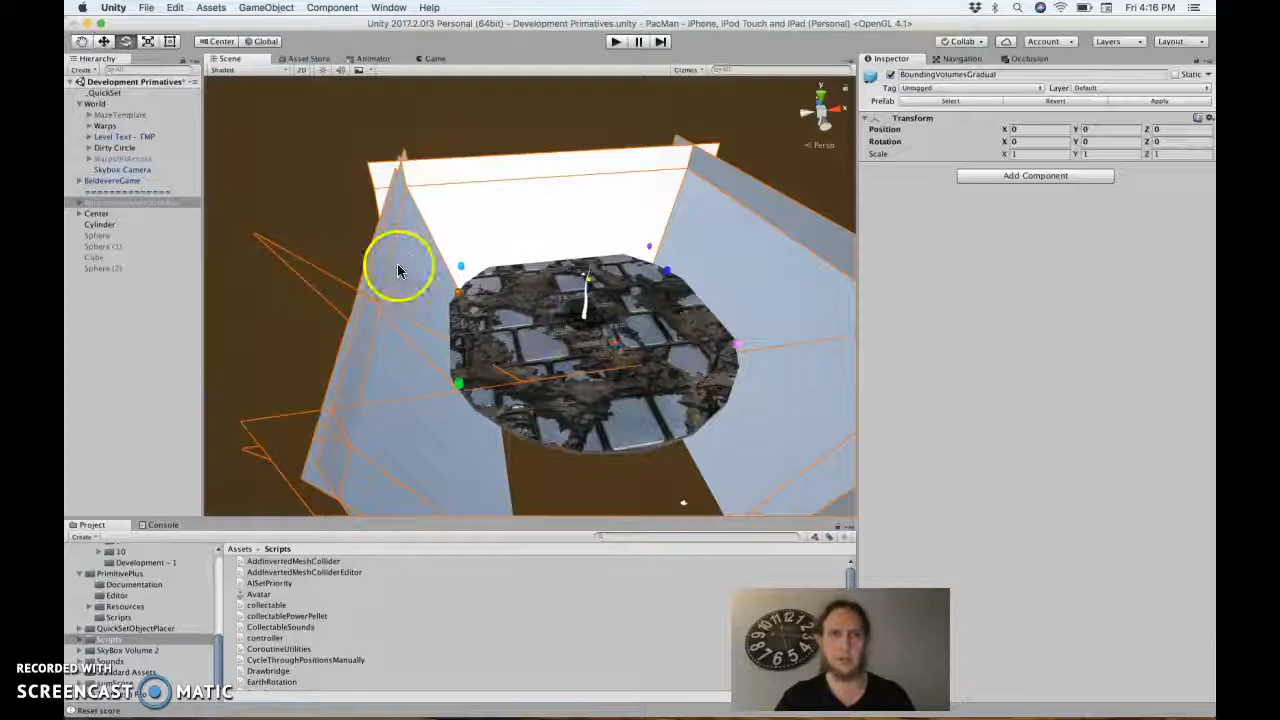 Unity File Edit Assets GameObject Component Window Help Fri 4:16 PM
Unity 2017.2.0f3 Personal (64bit) - Development Primatives.unity - PacMan - iPhone, iPod Touch and iPad (Personal) <OpenGL 4.1>
Center Global Collab Account Layers Layout
Hierarchy Scene Asset Store Animator Game Inspector Navigation Occlusion
Create All Shaded 2D Gizmos All BoundingVolumesGradual Static
Development Primatives*
Tag Untagged Layer Default
_QuickSet
Prefab Select Revert Apply
World
MazeTemplate
Transform
Warps
Position X 0 Y 0 Z 0
Level Text - TMP
Rotation X 0 Y 0 Z 0
Dirty Circle
Scale X 1 Y 1 Z 1
Skybox Camera
y x
Persp
Add Component
BeldevereGame
================
Center
Cylinder
Sphere
Sphere (1)
Cube
Sphere (2)
Project Console
Create
Assets Scripts
10
Development - 1
PrimitivePlus
Documentation
Editor
Resources
Scripts
QuickSetObjectPlacer
Scripts
SkyBox Volume 2
Sounds
Standard Assets
AddInvertedMeshCollider
AddInvertedMeshColliderEditor
AISetPriority
Avatar
collectable
collectablePowerPellet
CollectableSounds
controller
CoroutineUtilities
CycleThroughPositionsManually
Drawbridge
EarthRotation
RECORDED WITH
SCREENCAST MATIC
Reset score